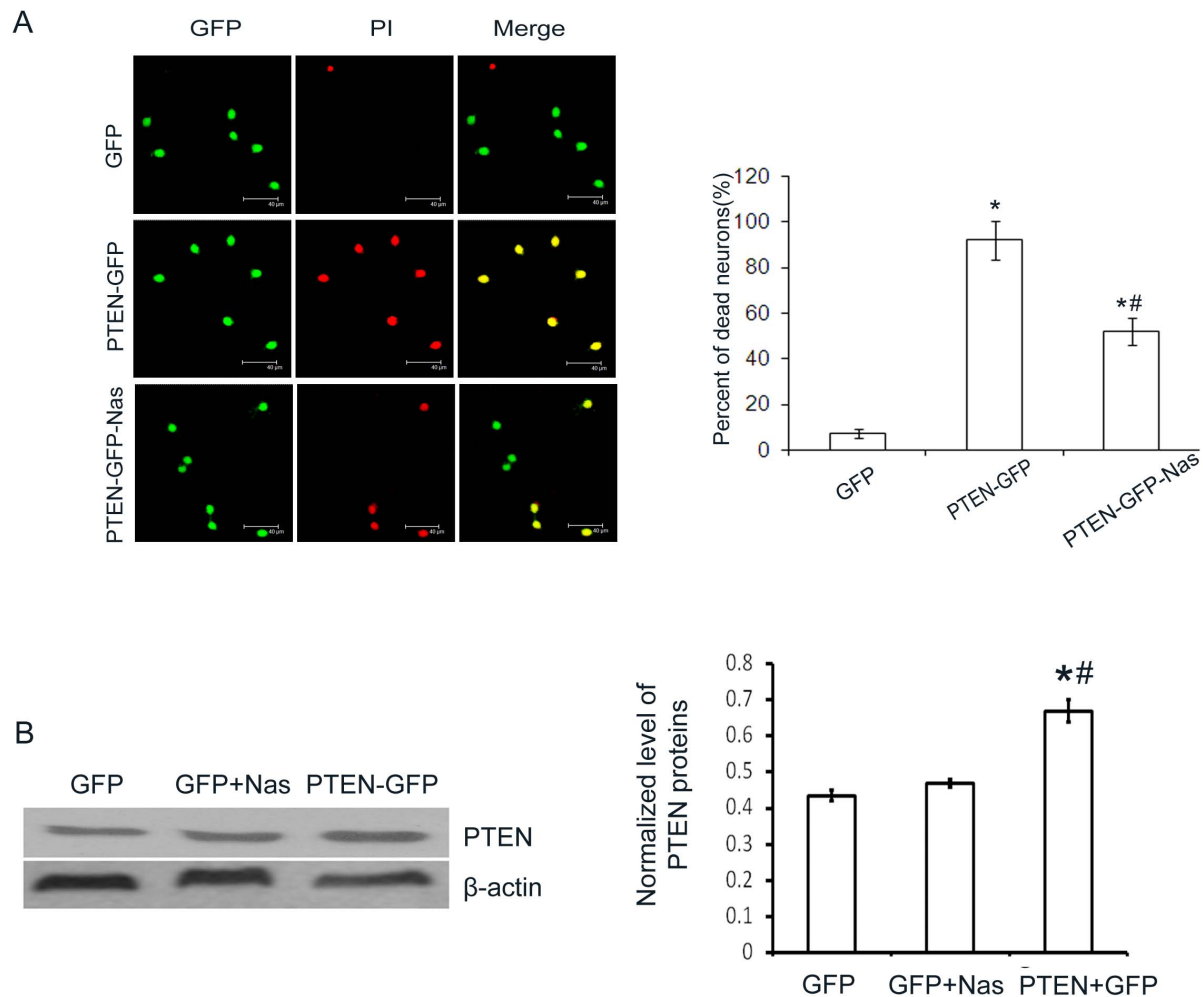 A
GFP PI Merge
GFP
40 µm 40 µm 40 µm
PTEN-GFP
40 µm 40 µm 40 µm
PTEN-GFP-Nas
40 µm 40 µm 40 µm
Percent of dead neurons(%)
120
100
80
60
40
20
0
*
*#
GFP PTEN-GFP PTEN-GFP-Nas
B
GFP GFP+Nas PTEN-GFP
PTEN
β-actin
Normalized level of
PTEN proteins
0.8
0.7
0.6
0.5
0.4
0.3
0.2
0.1
0
*#
GFP GFP+Nas PTEN+GFP